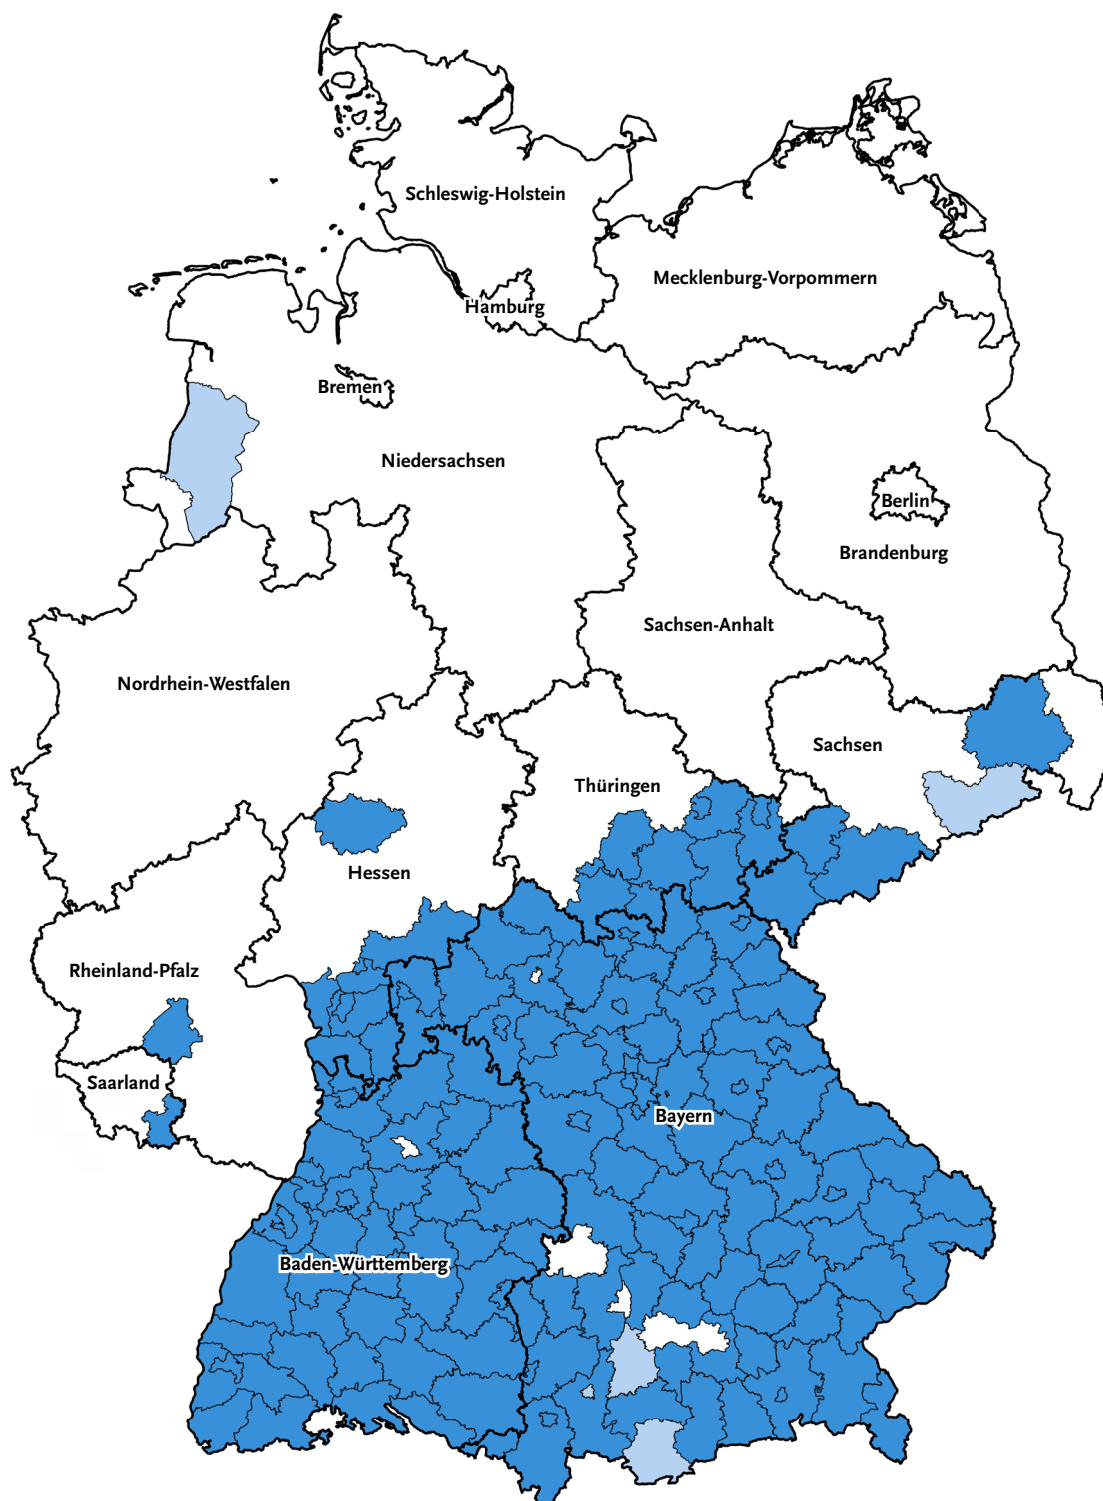 Schleswig-Holstein
Mecklenburg-Vorpommern
Hamburg
Bremen
Niedersachsen
Berlin
Brandenburg
Sachsen-Anhalt
Nordrhein-Westfalen
Sachsen
Thüringen
Hessen
Rheinland-Pfalz
Saarland
Bayern
Baden-Württemberg